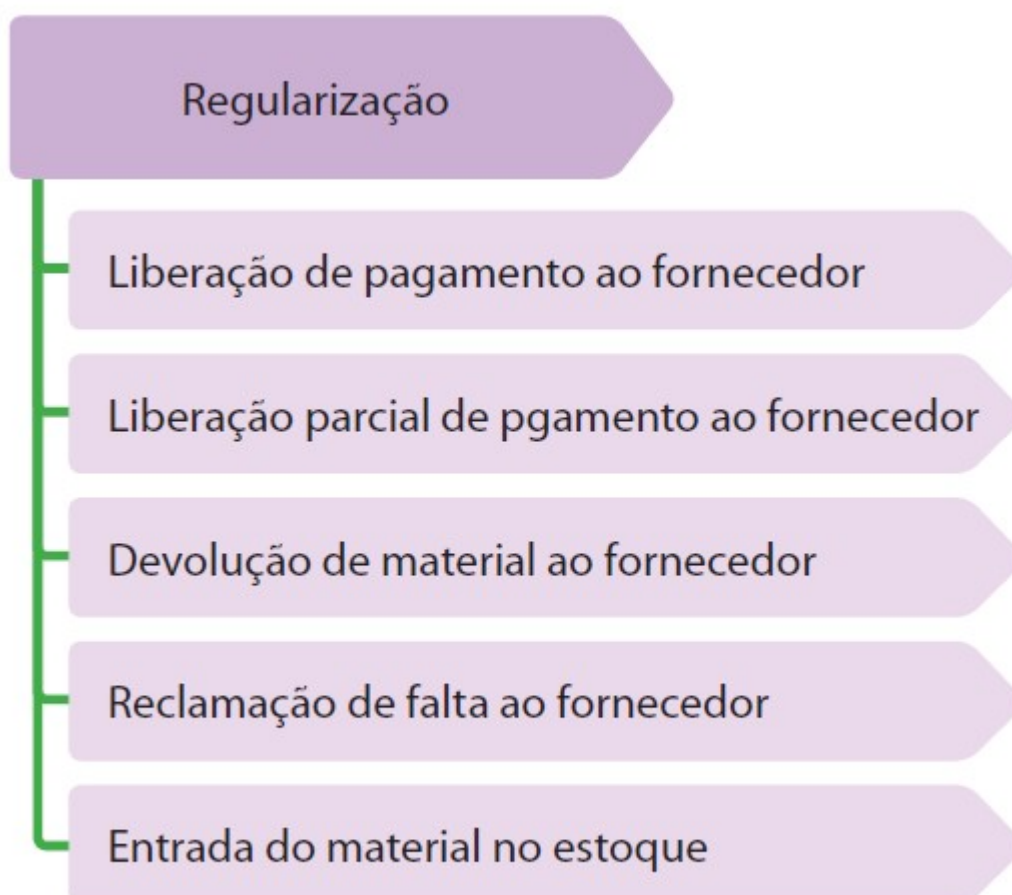 Regularização
Liberação de pagamento ao fornecedor
Liberação parcial de pgamento ao fornecedor
Devolução de material ao fornecedor
Reclamação de falta ao fornecedor
Entrada do material no estoque